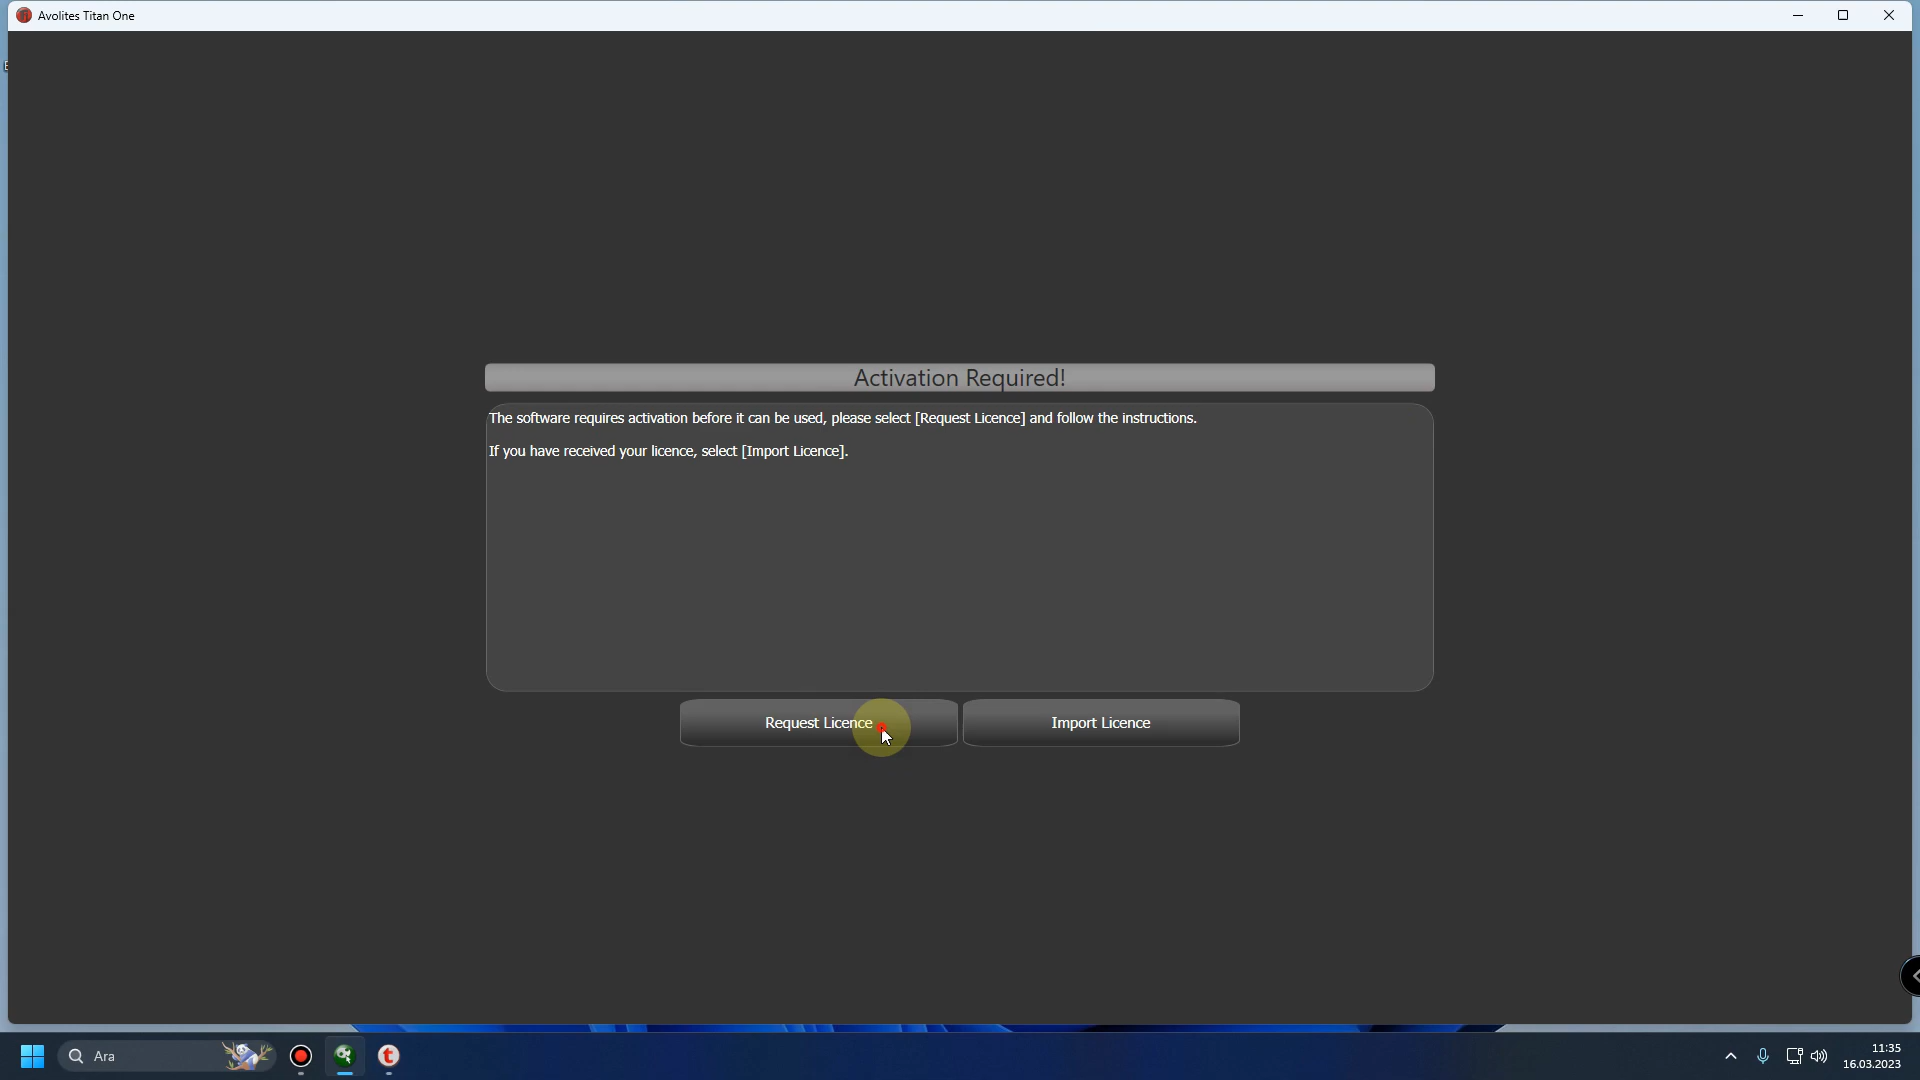 Avolites Titan One
Activation Required!
The software requires activation before it can be used, please select [Request Licence] and follow the instructions.
If you have received your licence, select [Import Licence].
Request Licence
Import Licence
Ara
11:35
16.03.2023